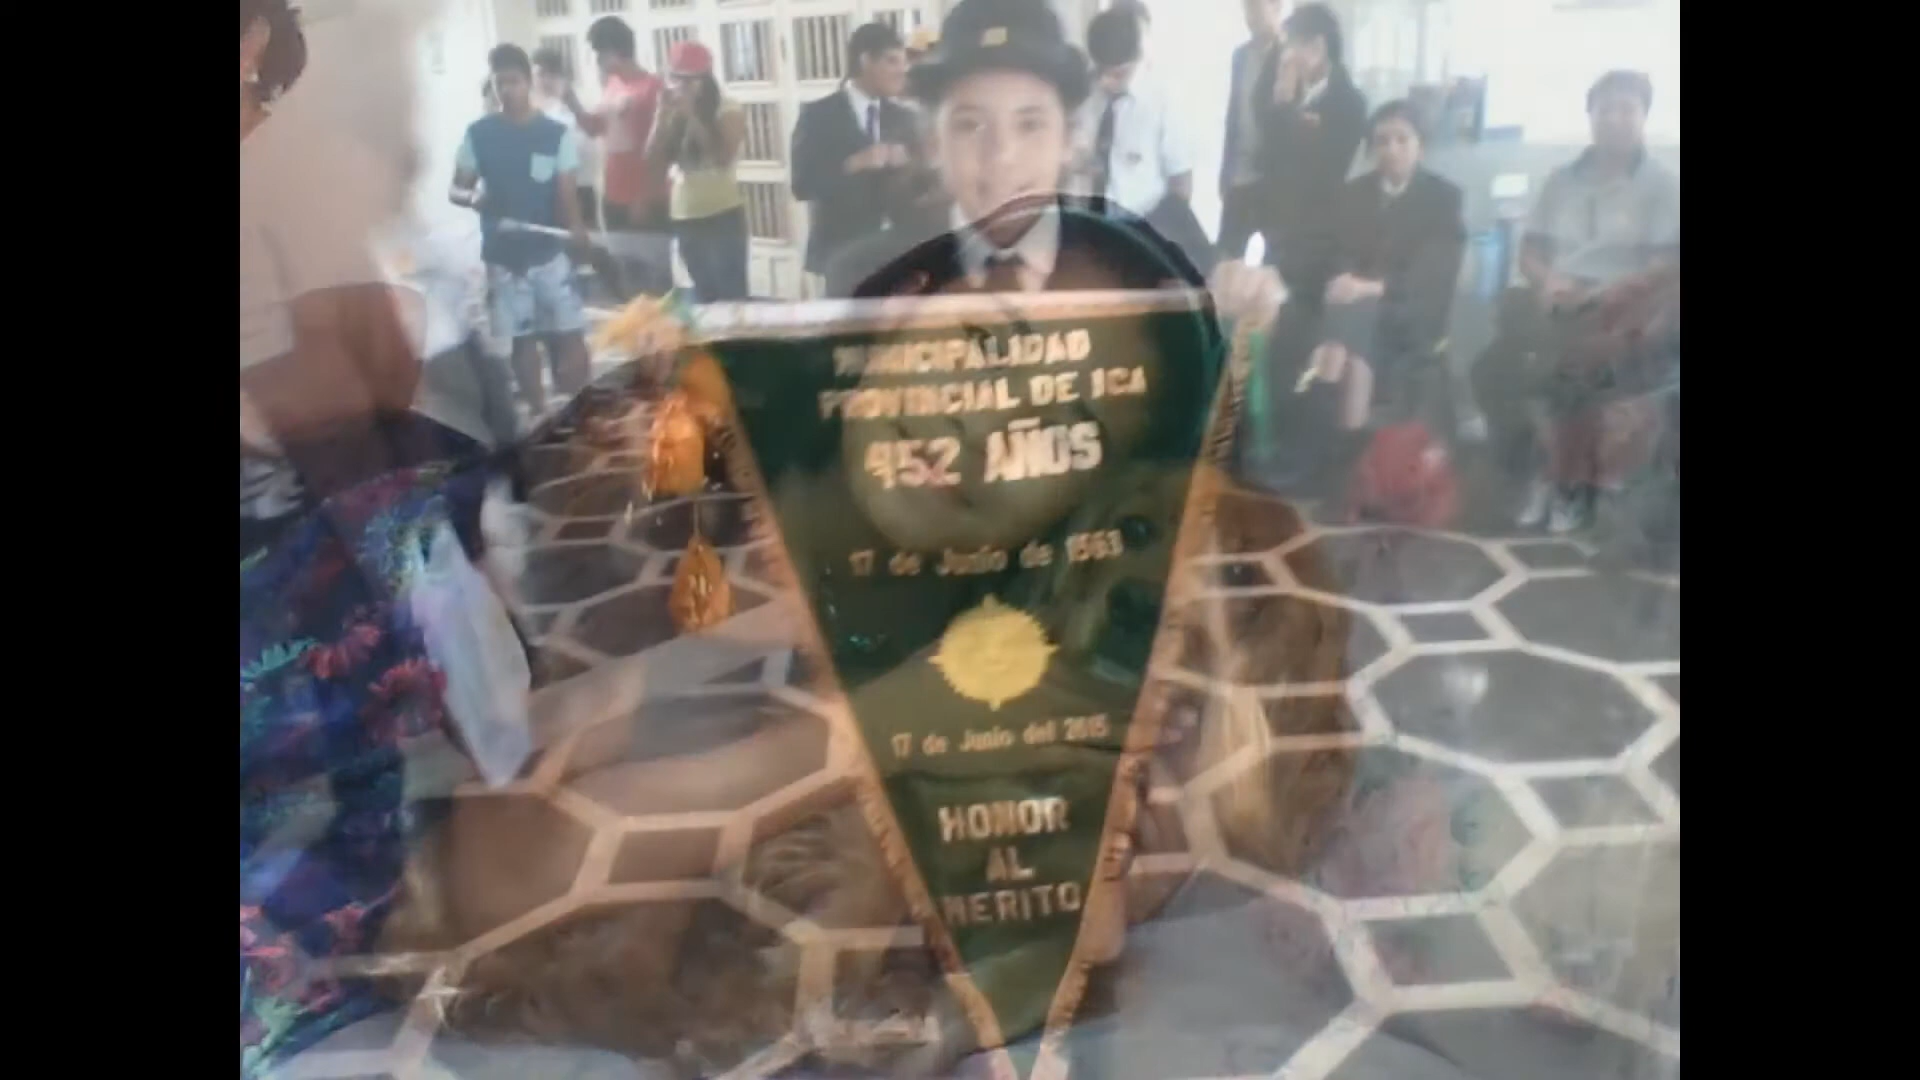 MUNICIPALIDAD
PROVINCIAL DE ICA
452 AÑOS
17 de Junio de 1563
17 de Junio del 2015
HONOR
AL
MERITO